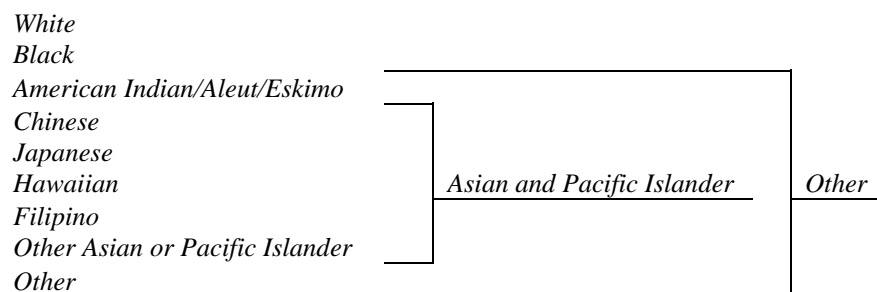 White
Black
American Indian/Aleut/Eskimo
Chinese
Japanese
Hawaiian Asian and Pacific Islander Other
Filipino
Other Asian or Pacific Islander
Other